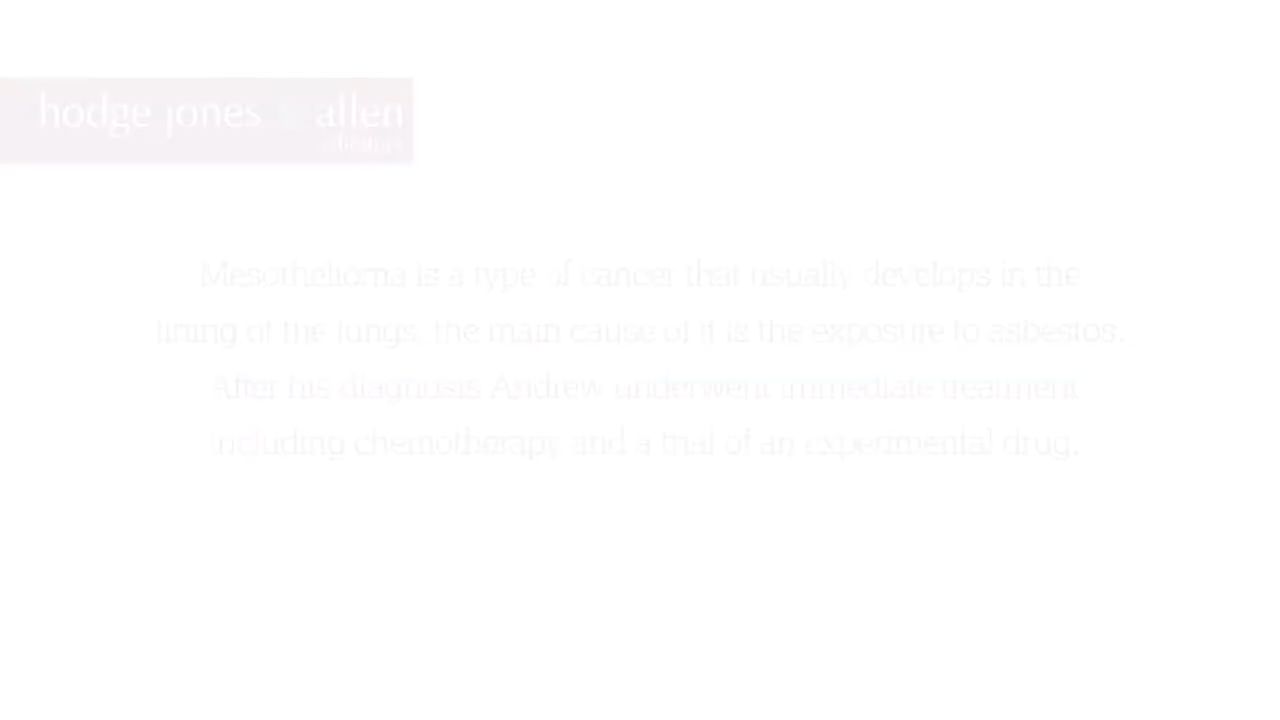 hodge jones & allen
solicitors
Mesothelioma is a type of cancer that usually develops in the
lining of the lungs, the main cause of it is the exposure to asbestos.
After his diagnosis Andrew underwent immediate treatment
including chemotherapy and a trial of an experimental drug.